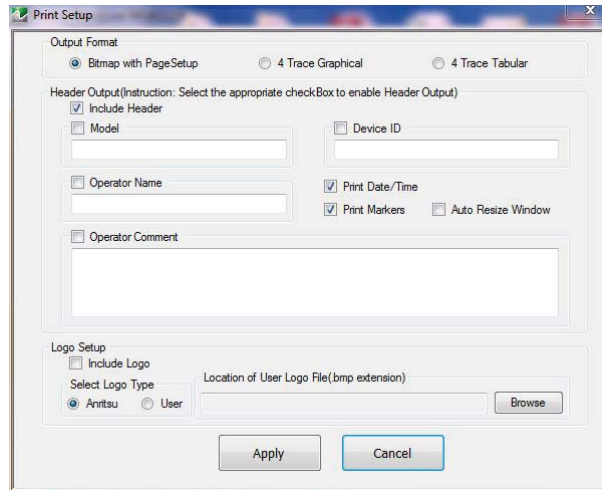 Print Setup
X
Output Format
Bitmap with PageSetup
4 Trace Graphical
4 Trace Tabular
Header Output(Instruction: Select the appropriate checkBox to enable Header Output)
Include Header
Model
Device ID
Operator Name
Print Date/Time
Print Markers
Auto Resize Window
Operator Comment
Logo Setup
Include Logo
Select Logo Type
Location of User Logo File(.bmp extension)
Anritsu
User
Browse
Apply
Cancel